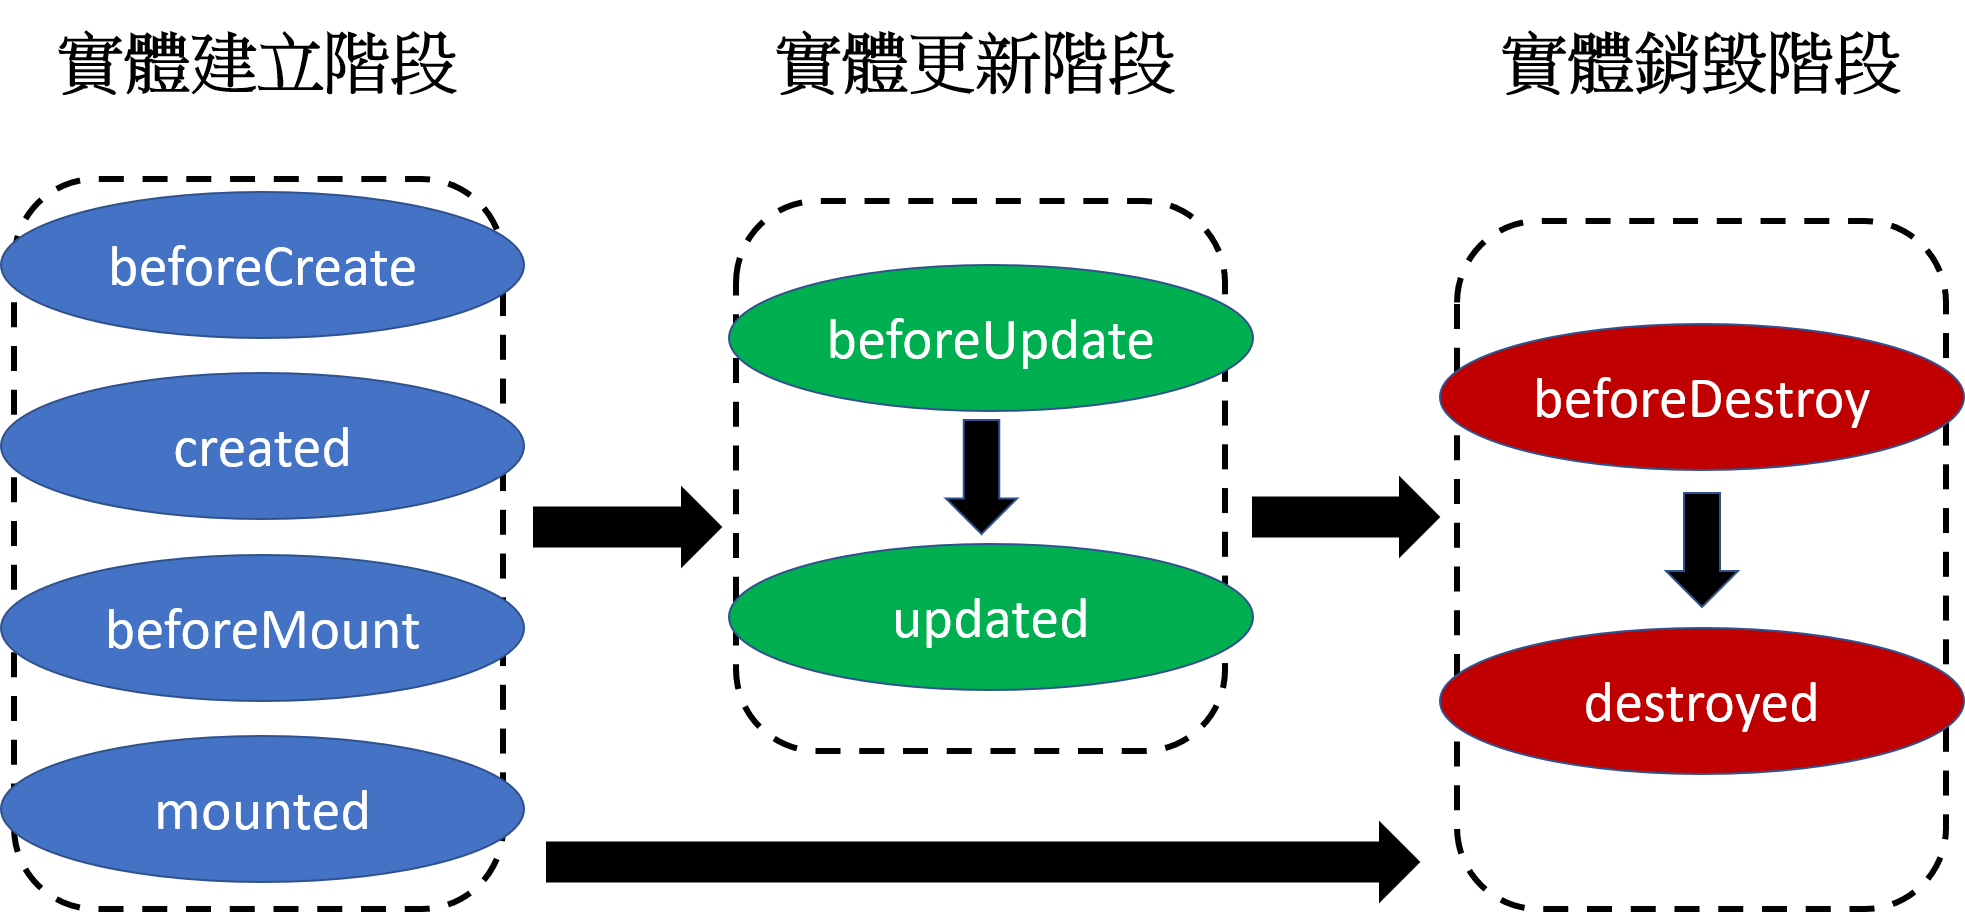 實體建立階段
beforeCreate
created
beforeMount
mounted
實體更新階段
beforeUpdate
updated
實體銷毀階段
beforeDestroy
destroyed